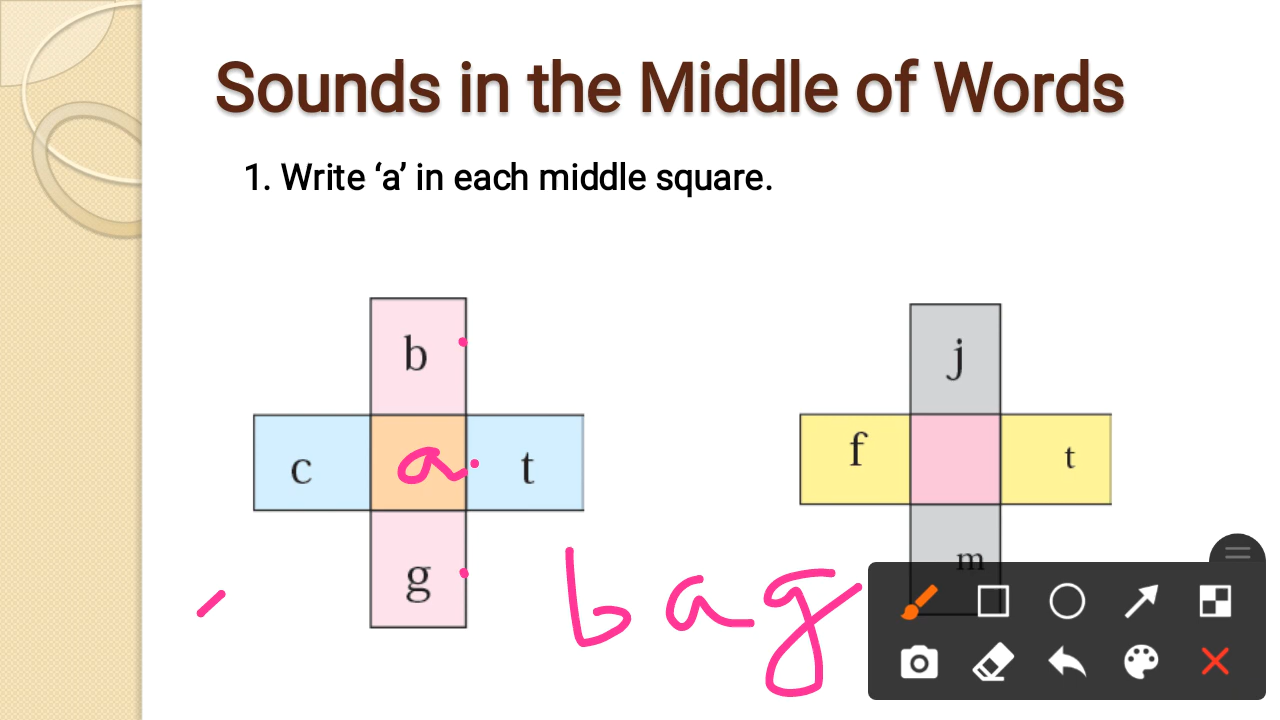 Sounds in the Middle of Words
1. Write ‘a’ in each middle square.
b
c a t
g
j
f t
m
bag